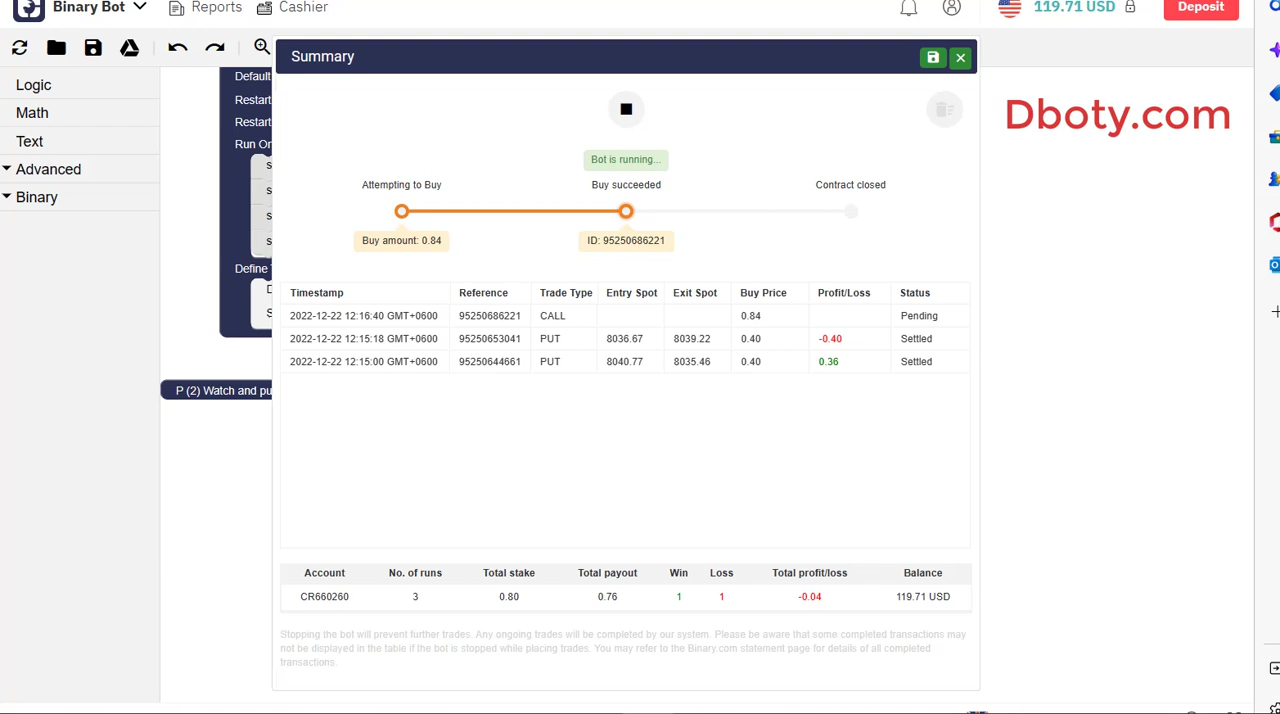 Binary Bot Reports Cashier 119.71 USD Deposit
Summary
Logic
Math
Text
Advanced
Binary
Default
Restart
Restart
Run On
s
s
s
s
Define
S
P (2) Watch and pu
Dboty.com
Bot is running...
Attempting to Buy Buy succeeded Contract closed
Buy amount: 0.84 ID: 95250686221
Timestamp Reference Trade Type Entry Spot Exit Spot Buy Price Profit/Loss Status
2022-12-22 12:16:40 GMT+0600 95250686221 CALL 0.84 Pending
2022-12-22 12:15:18 GMT+0600 95250653041 PUT 8036.67 8039.22 0.40 -0.40 Settled
2022-12-22 12:15:00 GMT+0600 95250644661 PUT 8040.77 8035.46 0.40 0.36 Settled
Account No. of runs Total stake Total payout Win Loss Total profit/loss Balance
CR660260 3 0.80 0.76 1 1 -0.04 119.71 USD
Stopping the bot will prevent further trades. Any ongoing trades will be completed by our system. Please be aware that some completed transactions may
not be displayed in the table if the bot is stopped while placing trades. You may refer to the Binary.com statement page for details of all completed
transactions.